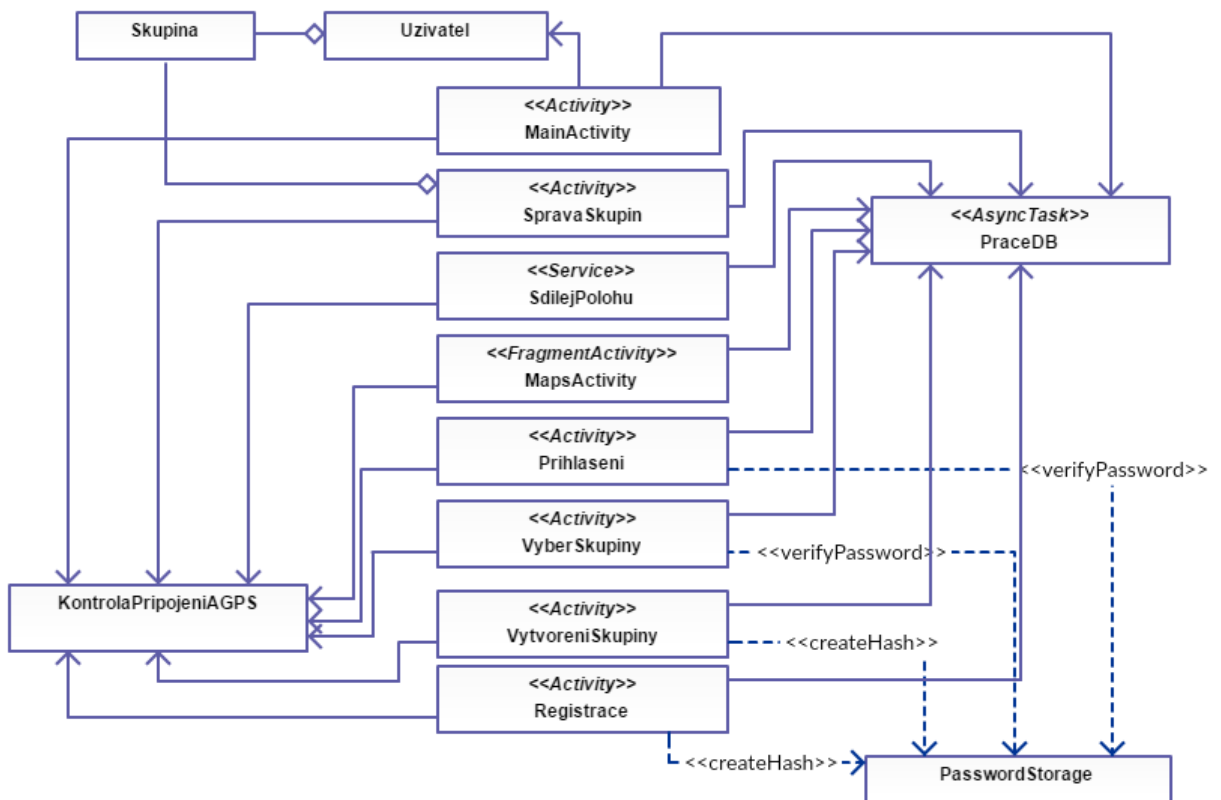 Skupina
Uzivatel
<<Activity>>
MainActivity
<<Activity>>
SpravaSkupin
<<AsyncTask>>
PraceDB
<<Service>>
SdilejPolohu
<<FragmentActivity>>
MapsActivity
<<Activity>>
Prihlaseni
<<verifyPassword>>
<<Activity>>
VyberSkupiny
<<verifyPassword>>
KontrolaPripojeniAGPS
<<Activity>>
VytvoreniSkupiny
<<createHash>>
<<Activity>>
Registrace
<<createHash>>
PasswordStorage